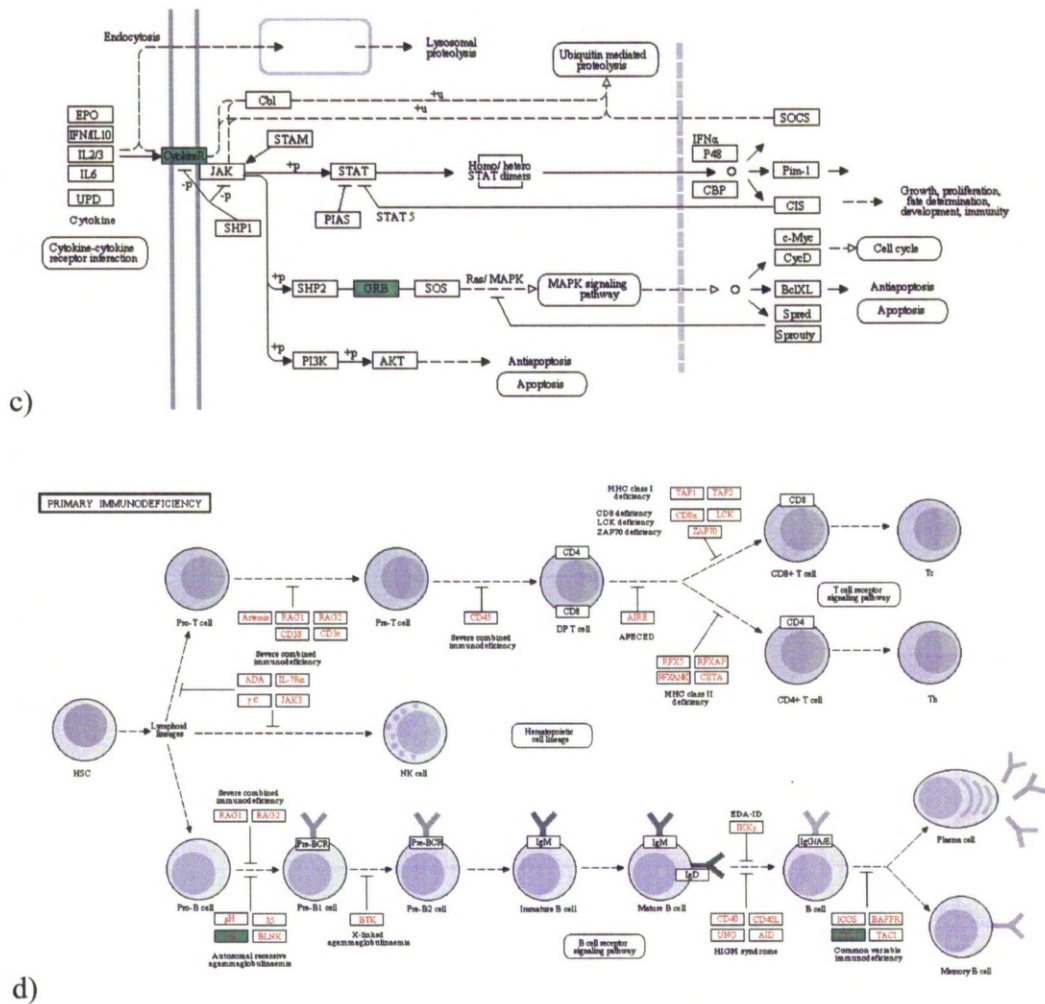 Endocytosis
Lysosomal
proteolysis
Ubiquitin mediated
proteolysis
Cbl
+u
+u
SOCS
EPO
IFN/IL10
IL2/3
IL6
UPD
Cytokine
Cytokine-cytokine
receptor interaction
CytokineR
JAK
STAM
+p
STAT
Homo/ hetero
STAT dimers
IFNα
P48
CBP
Pim-1
CIS
Growth, proliferation,
fate determination,
development, immunity
-p
-p
SHP1
PIAS
STAT 5
c-Myc
CycD
Cell cycle
+p
SHP2
GRB
SOS
Ras/ MAPK
MAPK signaling
pathway
BclXL
Antiapoptosis
Spred
Apoptosis
Sprouty
+p
PI3K
+p
AKT
Antiapoptosis
Apoptosis
c)
PRIMARY IMMUNODEFICIENCY
MHC class I
deficiency
TAP1
TAP2
CD8 deficiency
LCK deficiency
ZAP70 deficiency
CD8α
LCK
ZAP70
CD8
CD8+ T cell
Tc
T cell receptor
signaling pathway
Pro-T cell
Pre-T cell
CD4
CD8
DP T cell
Artemis
RAG1
RAG2
CD3δ
CD3ε
Severe combined
immunodeficiency
CD45
Severe combined
immunodeficiency
AIRE
APECED
RFX5
RFXAP
RFXANK
CIITA
MHC class II
deficiency
CD4
CD4+ T cell
Th
ADA
IL-7Rα
γc
JAK3
HSC
Lymphoid
lineages
NK cell
Hematopoietic
cell lineage
Severe combined
immunodeficiency
RAG1
RAG2
Pro-B cell
Pre-BCR
Pre-B1 cell
Pre-BCR
Pre-B2 cell
IgM
Immature B cell
IgM
IgD
Mature B cell
EDA-ID
IKKγ
IgG/A/E
B cell
Plasma cell
Memory B cell
μH
λ5
BLNK
Autosomal recessive
agammaglobulinaemia
BTK
X-linked
agammaglobulinaemia
B cell receptor
signaling pathway
CD40
CD40L
UNG
AID
HIGM syndrome
ICOS
BAFFR
TACI
Common variable
immunodeficiency
d)